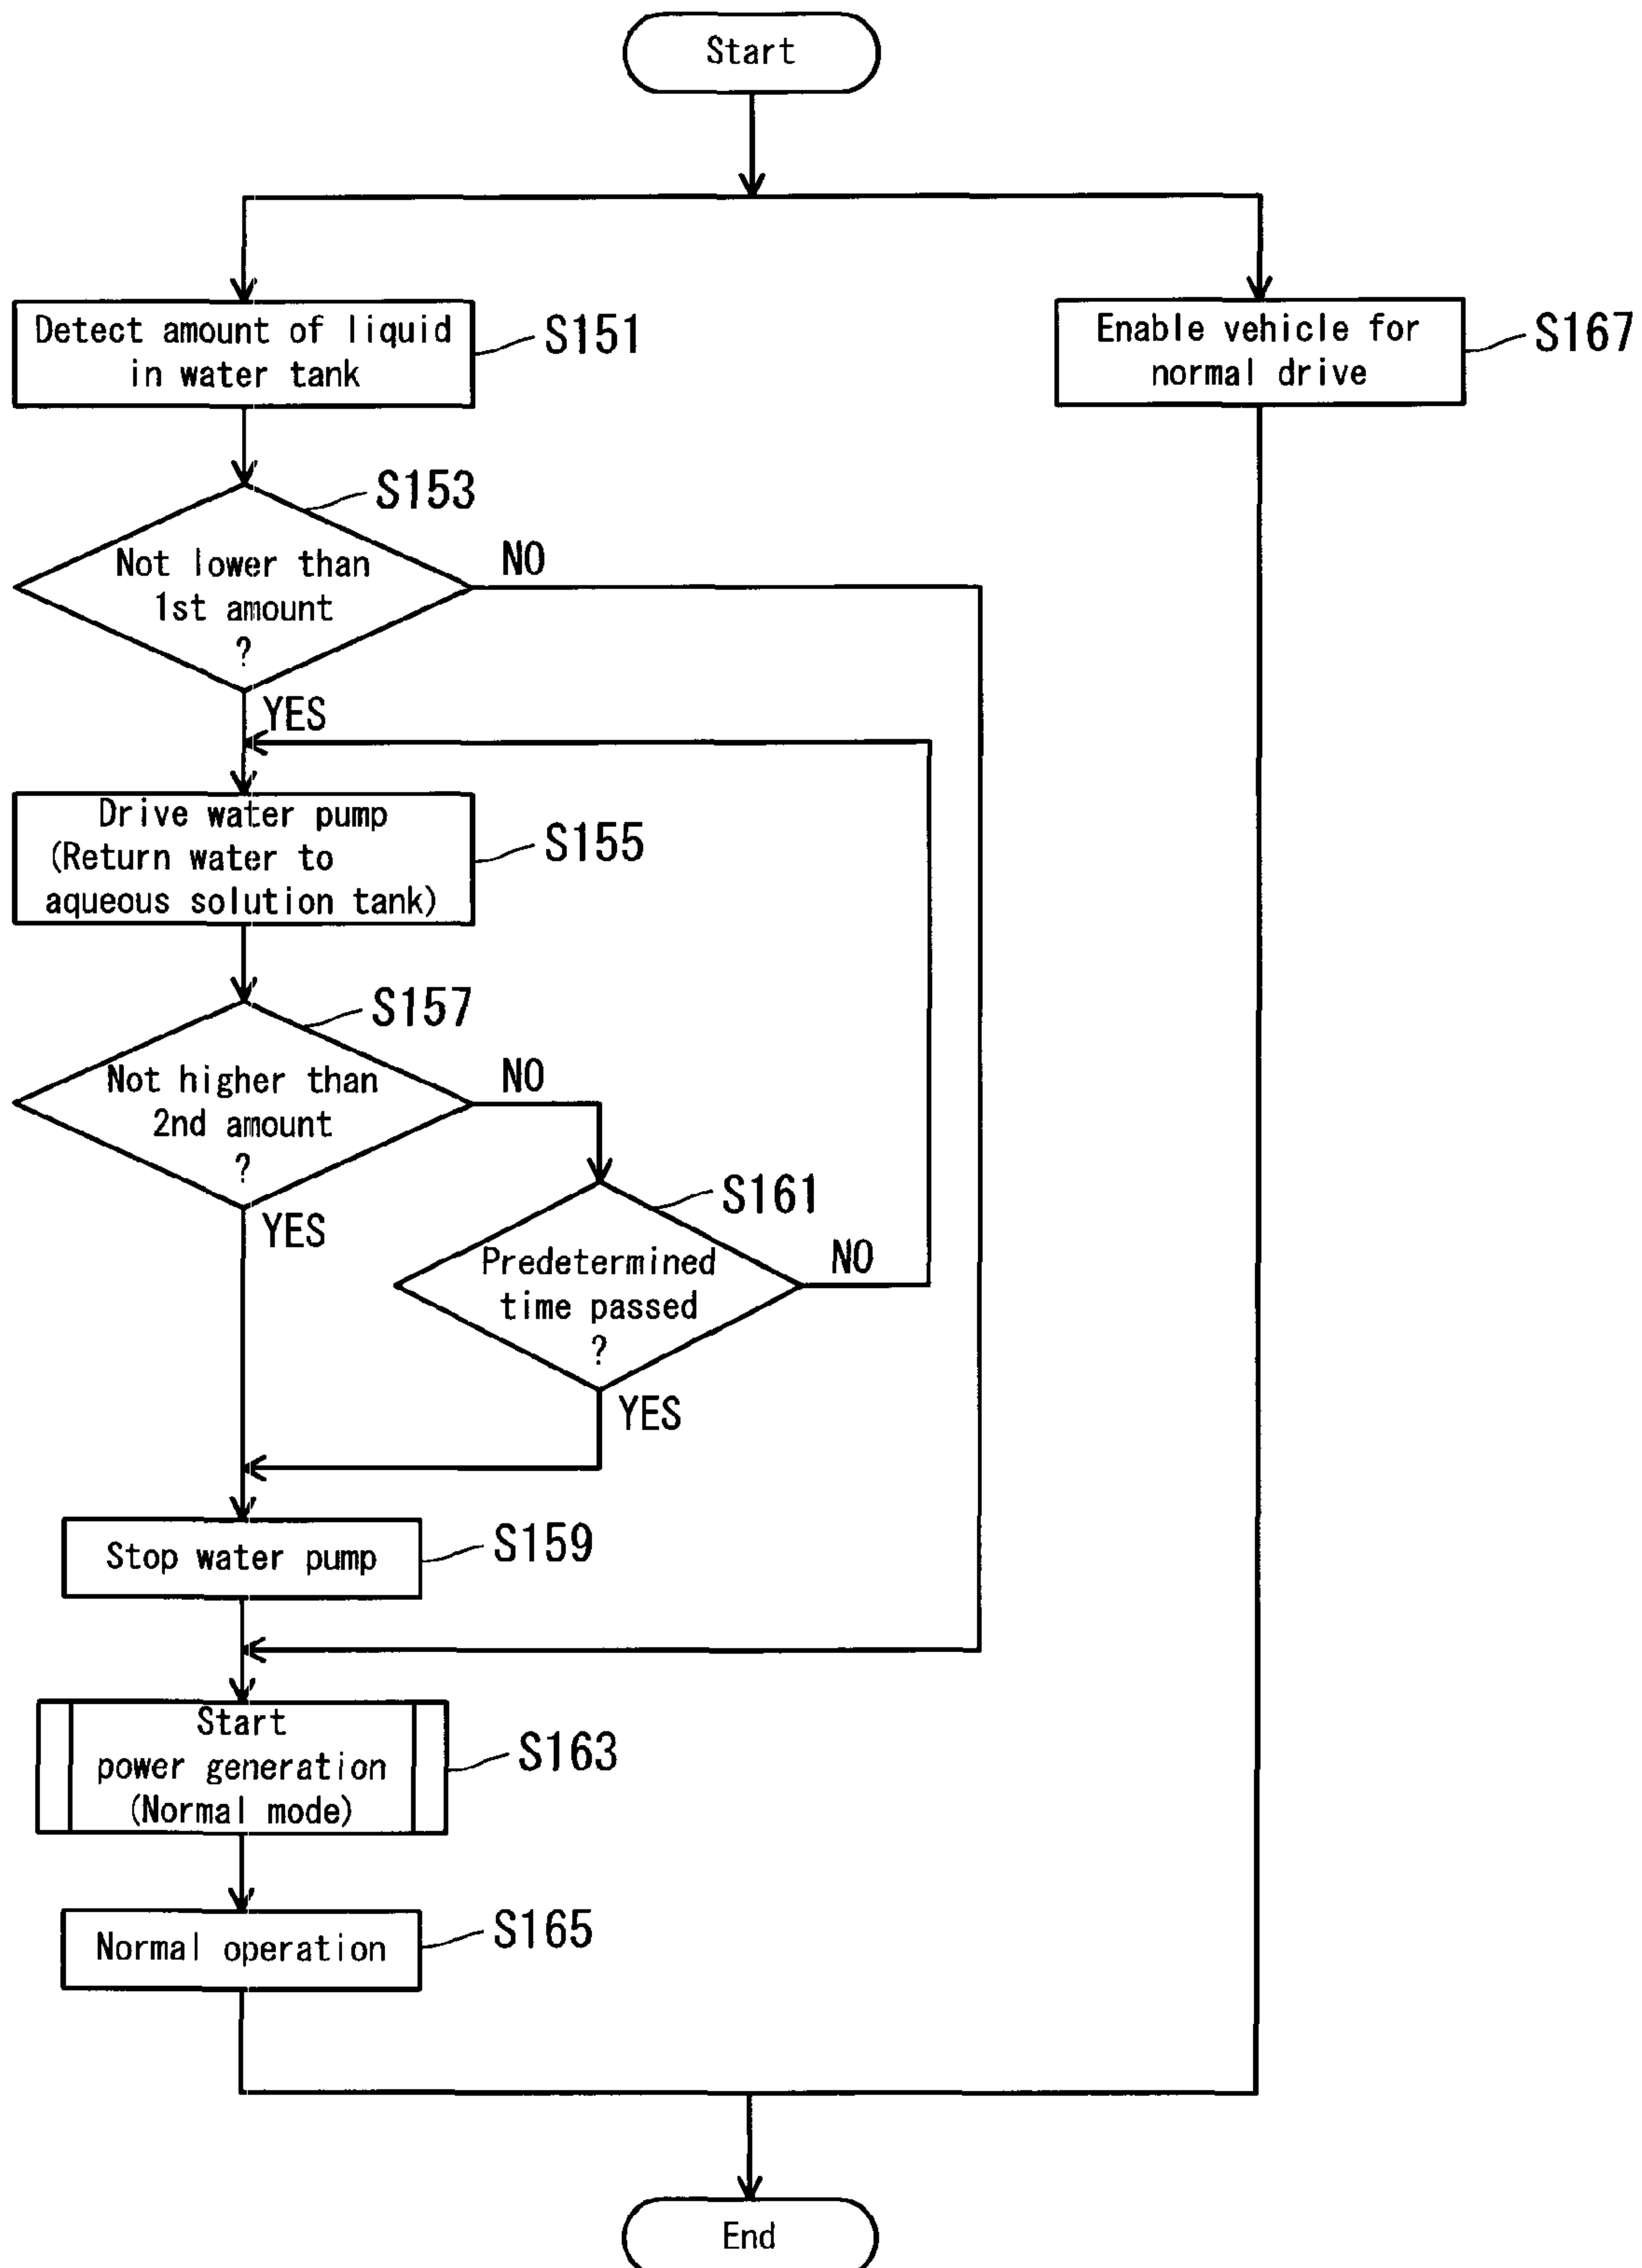 Start
Detect amount of liquid
in water tank
S151
Enable vehicle for
normal drive
S167
S153
Not lower than
1st amount
?
NO
YES
Drive water pump
(Return water to
aqueous solution tank)
S155
S157
Not higher than
2nd amount
?
NO
YES
S161
Predetermined
time passed
?
NO
YES
Stop water pump
S159
Start
power generation
(Normal mode)
S163
Normal operation
S165
End